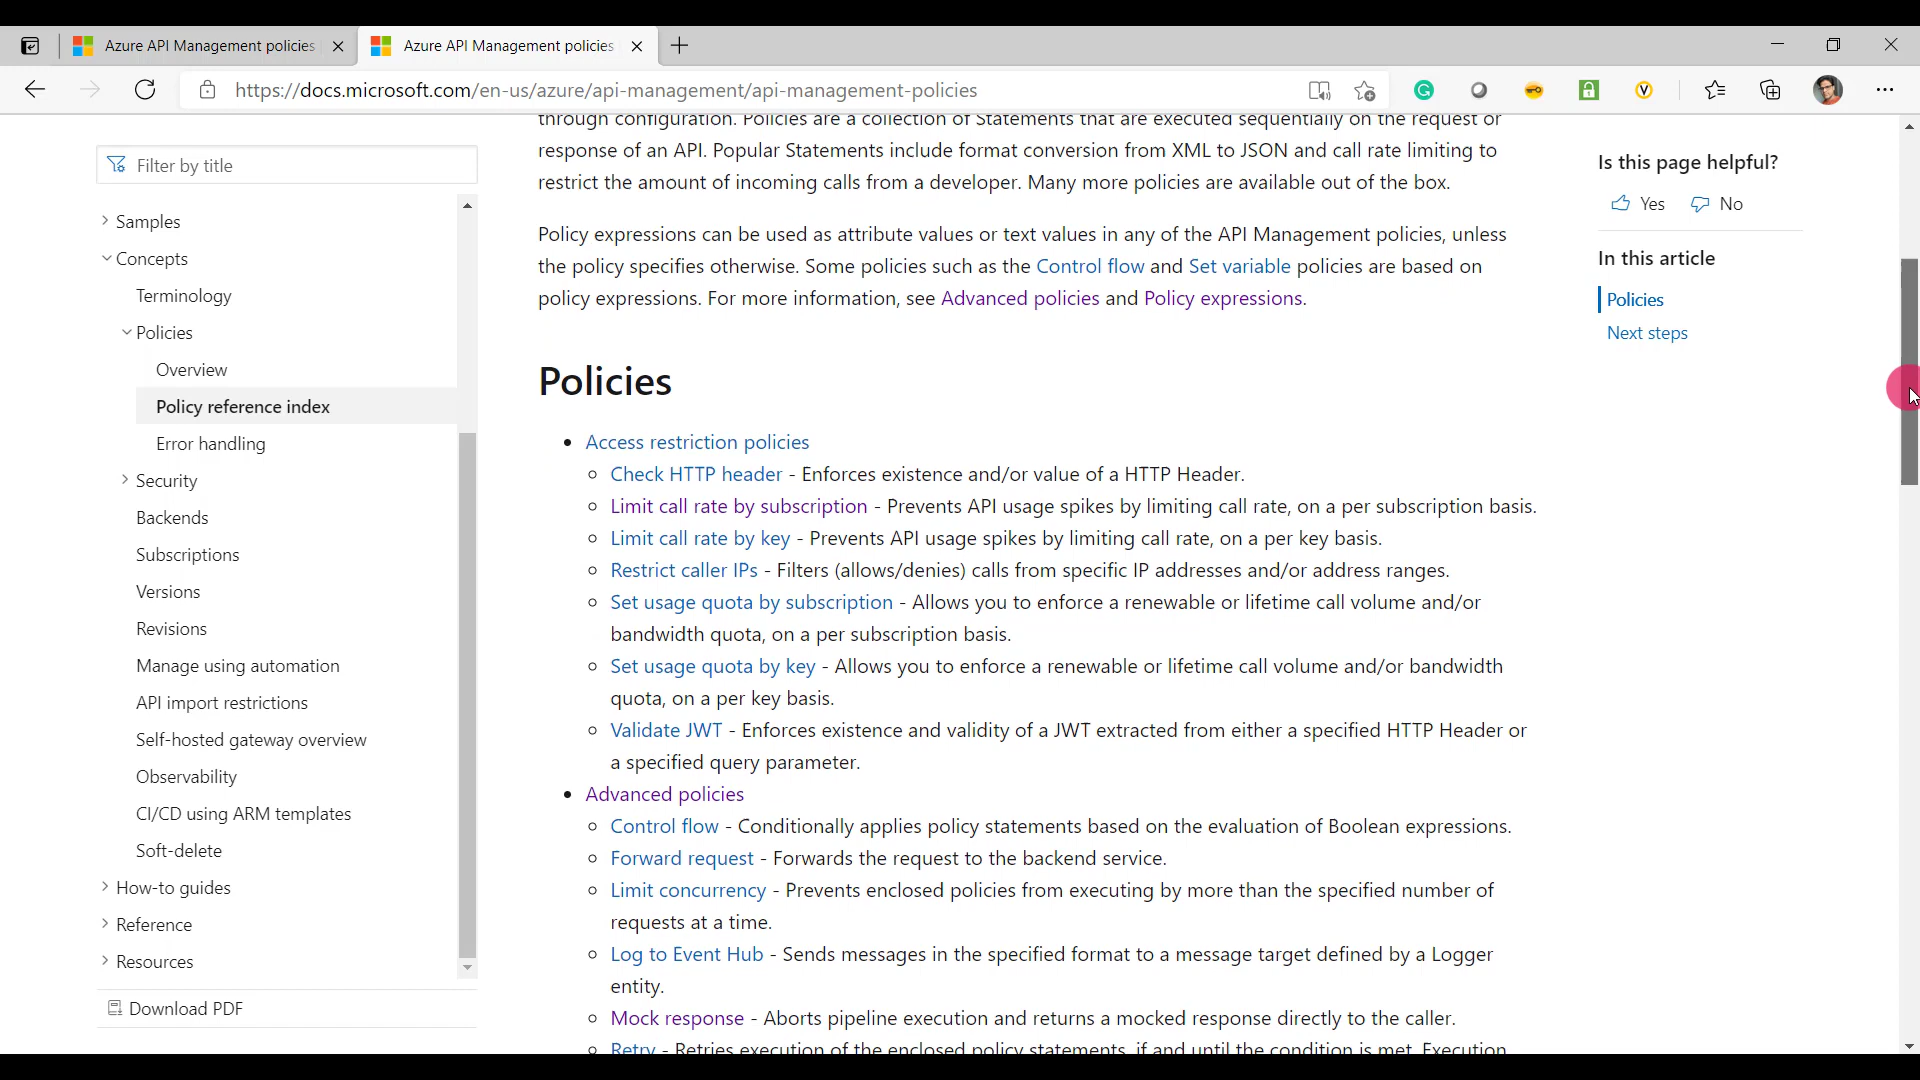 Azure API Management policies
Azure API Management policies
https://docs.microsoft.com/en-us/azure/api-management/api-management-policies
Filter by title
Samples
Concepts
Terminology
Policies
Overview
Policy reference index
Error handling
Security
Backends
Subscriptions
Versions
Revisions
Manage using automation
API import restrictions
Self-hosted gateway overview
Observability
CI/CD using ARM templates
Soft-delete
How-to guides
Reference
Resources
Download PDF
through configuration. Policies are a collection of Statements that are executed sequentially on the request or
response of an API. Popular Statements include format conversion from XML to JSON and call rate limiting to
restrict the amount of incoming calls from a developer. Many more policies are available out of the box.
Policy expressions can be used as attribute values or text values in any of the API Management policies, unless
the policy specifies otherwise. Some policies such as the Control flow and Set variable policies are based on
policy expressions. For more information, see Advanced policies and Policy expressions.
Policies
Access restriction policies
Check HTTP header - Enforces existence and/or value of a HTTP Header.
Limit call rate by subscription - Prevents API usage spikes by limiting call rate, on a per subscription basis.
Limit call rate by key - Prevents API usage spikes by limiting call rate, on a per key basis.
Restrict caller IPs - Filters (allows/denies) calls from specific IP addresses and/or address ranges.
Set usage quota by subscription - Allows you to enforce a renewable or lifetime call volume and/or
bandwidth quota, on a per subscription basis.
Set usage quota by key - Allows you to enforce a renewable or lifetime call volume and/or bandwidth
quota, on a per key basis.
Validate JWT - Enforces existence and validity of a JWT extracted from either a specified HTTP Header or
a specified query parameter.
Advanced policies
Control flow - Conditionally applies policy statements based on the evaluation of Boolean expressions.
Forward request - Forwards the request to the backend service.
Limit concurrency - Prevents enclosed policies from executing by more than the specified number of
requests at a time.
Log to Event Hub - Sends messages in the specified format to a message target defined by a Logger
entity.
Mock response - Aborts pipeline execution and returns a mocked response directly to the caller.
Retry - Retries execution of the enclosed policy statements, if and until the condition is met. Execution
Is this page helpful?
Yes No
In this article
Policies
Next steps